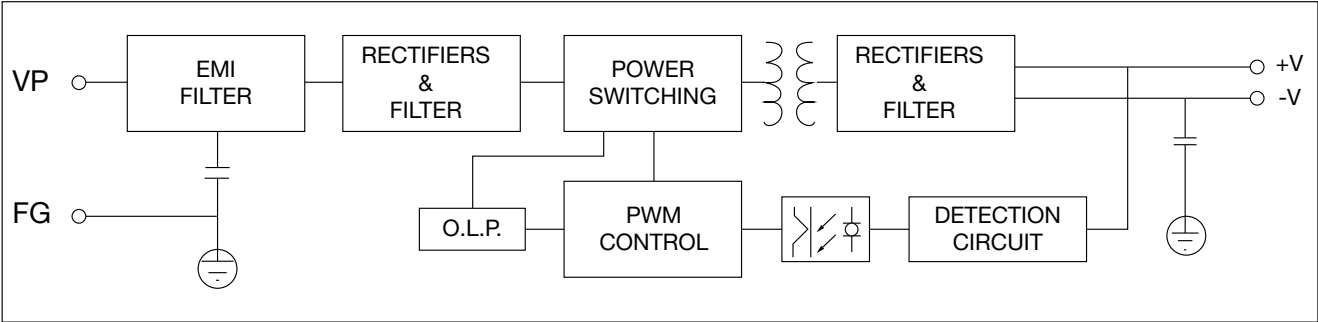 VP
EMI
FILTER
RECTIFIERS
&
FILTER
POWER
SWITCHING
RECTIFIERS
&
FILTER
+V
-V
FG
O.L.P.
PWM
CONTROL
DETECTION
CIRCUIT